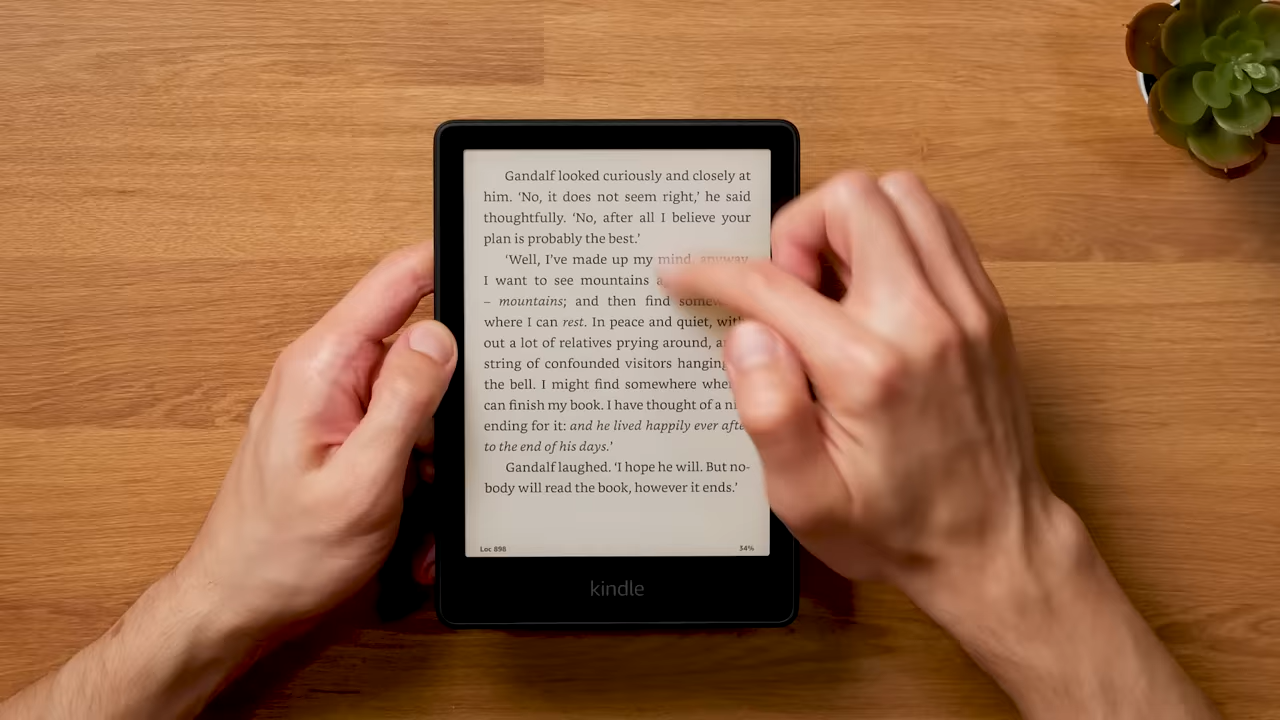 Gandalf looked curiously and closely at
him. ‘No, it does not seem right,’ he said
thoughtfully. ‘No, after all I believe your
plan is probably the best.’
‘Well, I’ve made up my mind, anyway.
I want to see mountains
– mountains; and then find
where I can rest. In peace and quiet,
out a lot of relatives prying around,
string of confounded visitors hanging
the bell. I might find somewhere
can finish my book. I have thought of a
ending for it: and he lived happily ever
to the end of his days.’
Gandalf laughed. ‘I hope he will. But no-
body will read the book, however it ends.’
Loc 898
34%
kindle